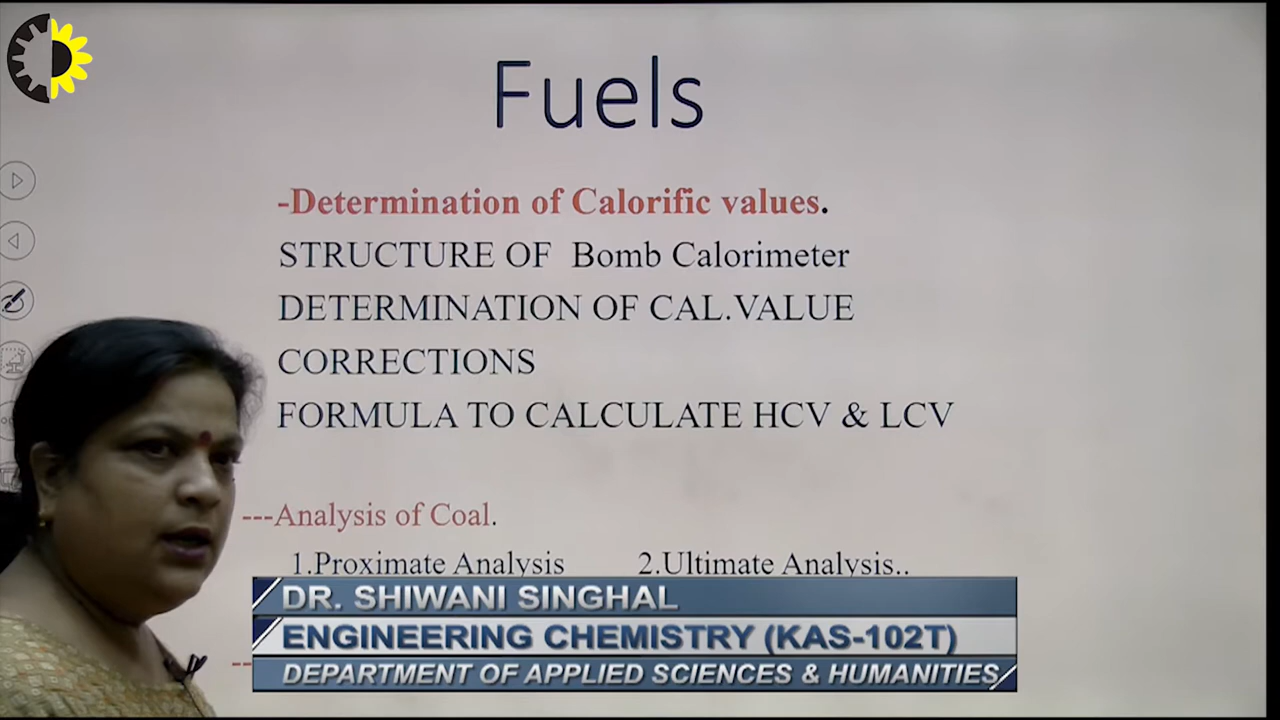 Fuels
-Determination of Calorific values.
STRUCTURE OF Bomb Calorimeter
DETERMINATION OF CAL.VALUE
CORRECTIONS
FORMULA TO CALCULATE HCV & LCV
---Analysis of Coal.
1.Proximate Analysis 2.Ultimate Analysis..
DR. SHIWANI SINGHAL
ENGINEERING CHEMISTRY (KAS-102T)
DEPARTMENT OF APPLIED SCIENCES & HUMANITIES
--